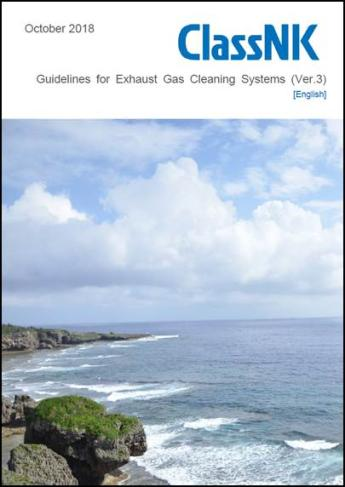 October 2018
ClassNK
Guidelines for Exhaust Gas Cleaning Systems (Ver.3)
[English]